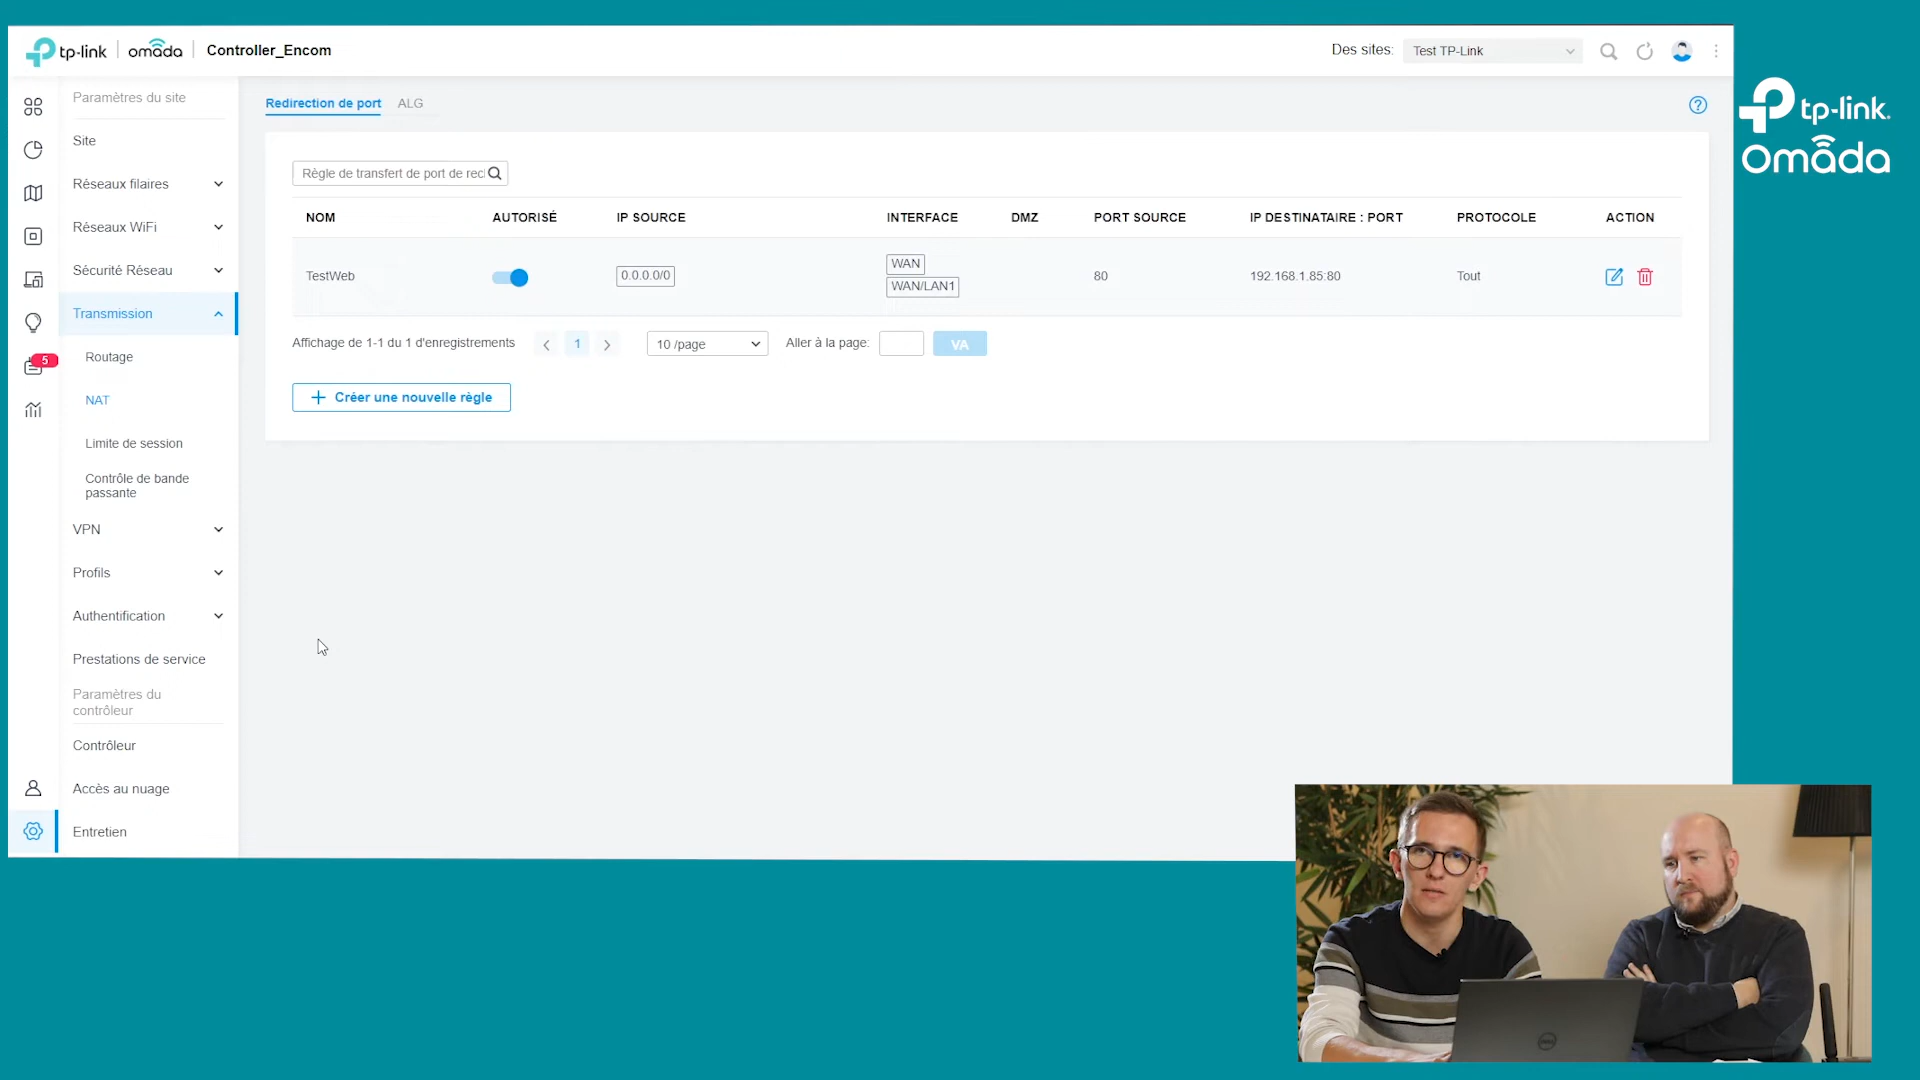 tp-link | omada | Controller_Encom
Des sites: Test TP-Link
Paramètres du site
Site
Réseaux filaires
Réseaux WiFi
Sécurité Réseau
Transmission
Routage
NAT
Limite de session
Contrôle de bande
passante
VPN
Profils
Authentification
Prestations de service
Paramètres du
contrôleur
Contrôleur
Accès au nuage
Entretien
5
Redirection de port ALG
Règle de transfert de port de rec
NOM AUTORISÉ IP SOURCE INTERFACE DMZ PORT SOURCE IP DESTINATAIRE : PORT PROTOCOLE ACTION
TestWeb 0.0.0.0/0 WAN 80 192.168.1.85:80 Tout
WAN/LAN1
Affichage de 1-1 du 1 d'enregistrements 1 10 /page Aller à la page: VA
Créer une nouvelle règle
tp-link
Omada
DELL